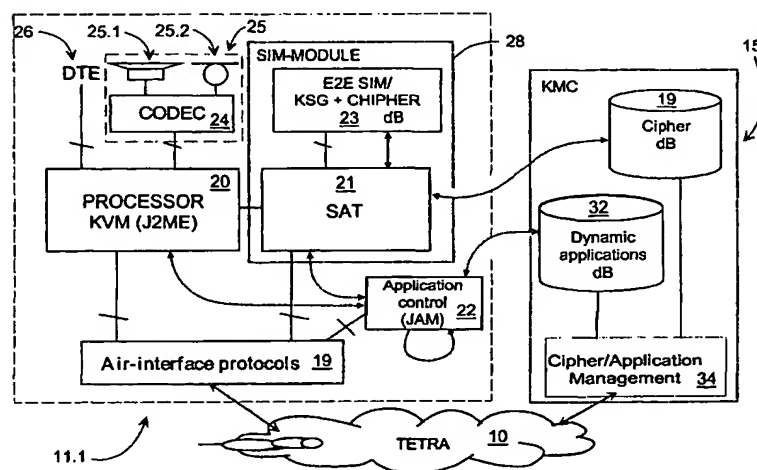 26
25.1
25.2
25
28
15
DTE
SIM-MODULE
E2E SIM/
KSG + CHIPHER
23 dB
CODEC
24
KMC
19
Cipher
dB
20
PROCESSOR
KVM (J2ME)
21
SAT
32
Dynamic
applications
dB
Application
control
(JAM) 22
Air-interface protocols 19
Cipher/Application
Management 34
11.1
TETRA 10